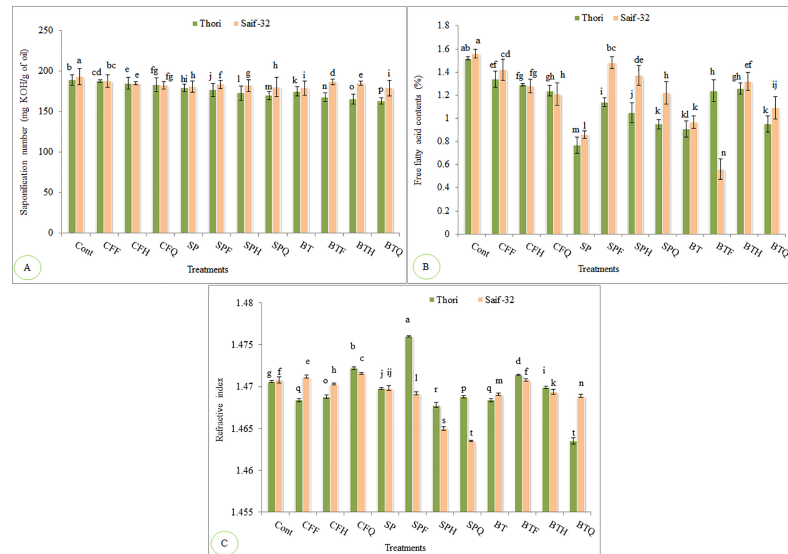 Thori Saif-32
250
200
150
100
50
0
Saponification number (mg KOH/g of oil)
b a cd bc e e fg fg hi h j f l g m h k i n d o e p i
Cont CFF CFH CFQ SP SPF SPH SPQ BT BTF BTH BTQ
Treatments
A
Thori Saif-32
1.8
1.6
1.4
1.2
1
0.8
0.6
0.4
0.2
0
Free fatty acid contents (%)
ab a ef cd fg fg gh h m l i bc j de k h kl k h n gh ef k ij
Cont CFF CFH CFQ SP SPF SPH SPQ BT BTF BTH BTQ
Treatments
B
Thori Saif-32
1.48
1.475
1.47
1.465
1.46
1.455
Refractive index
g f q e o h b c j ij a l r s p t q m d f i k t n
Cont CFF CFH CFQ SP SPF SPH SPQ BT BTF BTH BTQ
Treatments
C